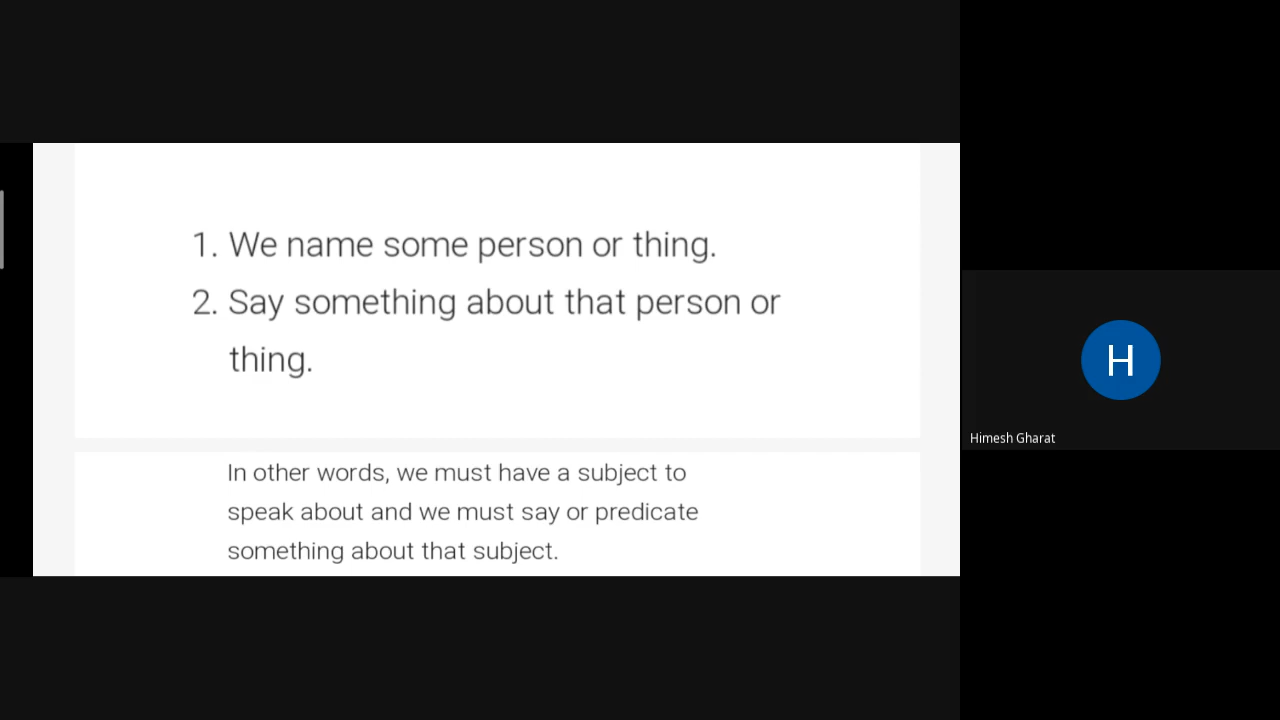 1. We name some person or thing.
2. Say something about that person or
thing.
In other words, we must have a subject to
speak about and we must say or predicate
something about that subject.
H
Himesh Gharat